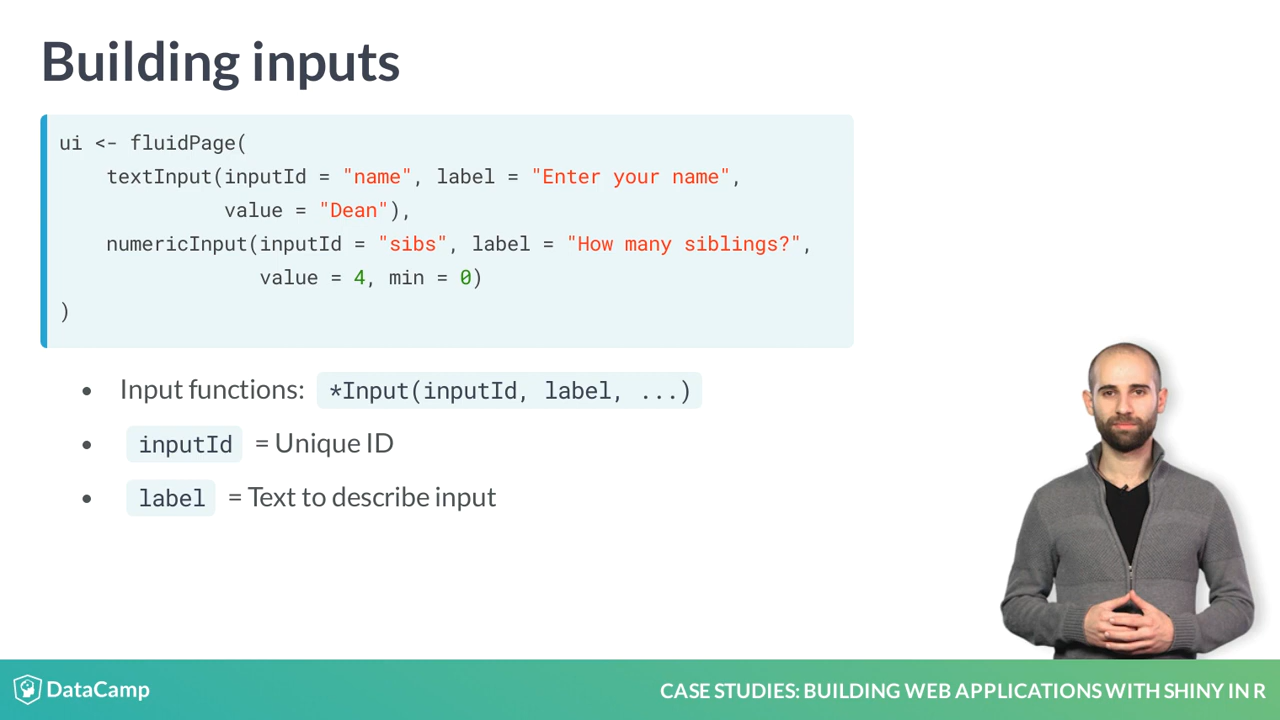 Building inputs
ui <- fluidPage(
    textInput(inputId = "name", label = "Enter your name",
              value = "Dean"),
    numericInput(inputId = "sibs", label = "How many siblings?",
                 value = 4, min = 0)
)
• Input functions: *Input(inputId, label, ...)
• inputId = Unique ID
• label = Text to describe input
DataCamp
CASE STUDIES: BUILDING WEB APPLICATIONS WITH SHINY IN R